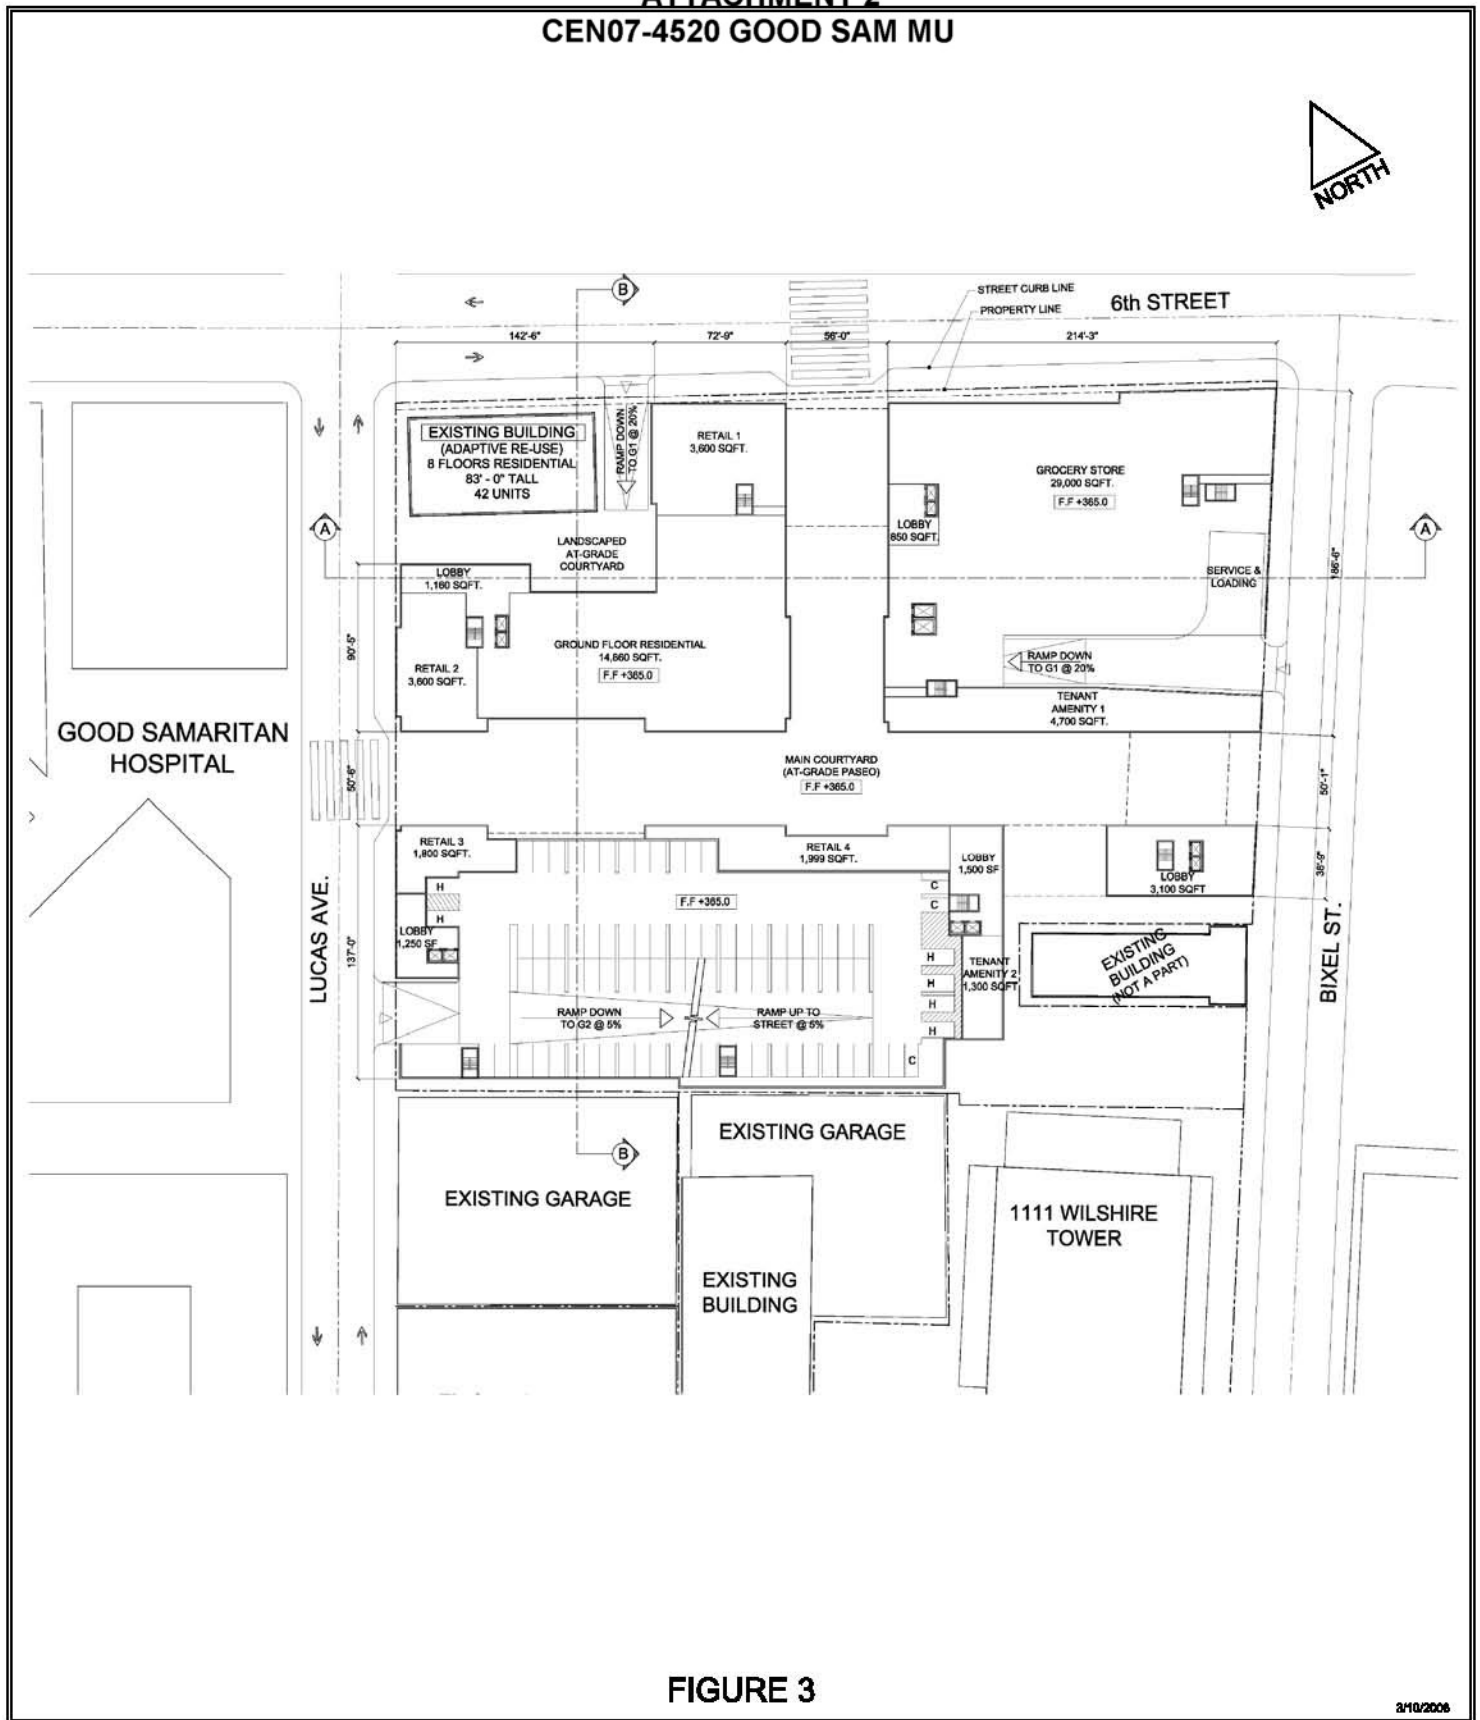 ATTACHMENT 2
CEN07-4520 GOOD SAM MU
NORTH
B
STREET CURB LINE
PROPERTY LINE
6th STREET
142'-6"
72'-9"
56'-0"
214'-3"
EXISTING BUILDING
(ADAPTIVE RE-USE)
8 FLOORS RESIDENTIAL
83' - 0" TALL
42 UNITS
RAMP DOWN
TO G1 @ 20%
RETAIL 1
3,600 SQFT.
GROCERY STORE
29,000 SQFT.
F.F +365.0
LOBBY
850 SQFT.
A
A
LANDSCAPED
AT-GRADE
COURTYARD
LOBBY
1,160 SQFT.
SERVICE &
LOADING
186'-6"
90'-5"
GROUND FLOOR RESIDENTIAL
14,660 SQFT.
F.F +365.0
RETAIL 2
3,600 SQFT.
RAMP DOWN
TO G1 @ 20%
TENANT
AMENITY 1
4,700 SQFT.
GOOD SAMARITAN
HOSPITAL
MAIN COURTYARD
(AT-GRADE PASEO)
F.F +365.0
50'-6"
50'-1"
RETAIL 3
1,800 SQFT.
RETAIL 4
1,999 SQFT.
LOBBY
1,500 SF
LOBBY
3,100 SQFT
36'-9"
H
H
F.F +365.0
C
C
LOBBY
1,250 SF
LUCAS AVE.
137'-0"
H
H
H
H
TENANT
AMENITY 2
1,300 SQFT
EXISTING
BUILDING
(NOT A PART)
BIXEL ST.
RAMP DOWN
TO G2 @ 5%
RAMP UP TO
STREET @ 5%
C
EXISTING GARAGE
B
EXISTING GARAGE
EXISTING
BUILDING
1111 WILSHIRE
TOWER
FIGURE 3
3/10/2008